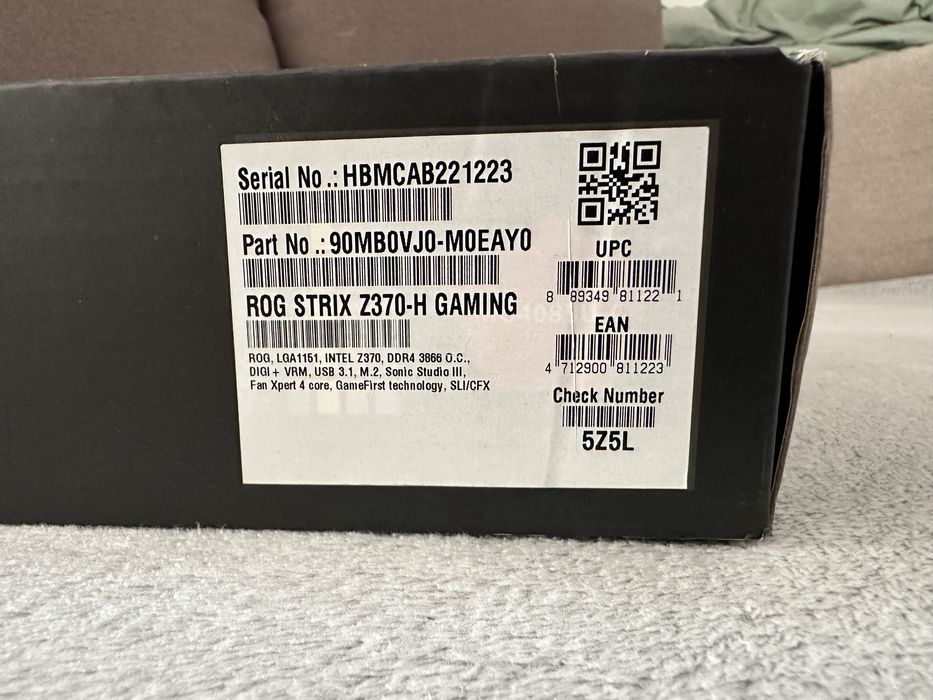 Serial No .: HBMCAB221223
Part No .: 90MB0VJ0-M0EAY0
ROG STRIX Z370-H GAMING
ROG, LGA1151, INTEL Z370, DDR4 3866 O.C.,
DIGI+ VRM, USB 3.1, M.2, Sonic Studio III,
Fan Xpert 4 core, GameFirst technology, SLI/CFX
UPC
8 89349 81122 1
EAN
4 712900 811223
Check Number
5Z5L